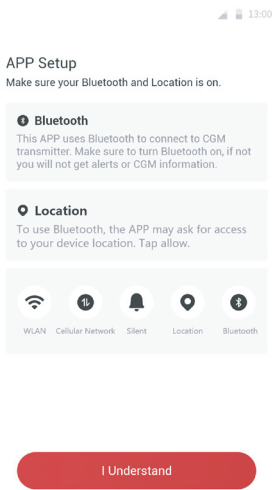 13:00
APP Setup
Make sure your Bluetooth and Location is on.
Bluetooth
This APP uses Bluetooth to connect to CGM
transmitter. Make sure to turn Bluetooth on, if not
you will not get alerts or CGM information.
Location
To use Bluetooth, the APP may ask for access
to your device location. Tap allow.
WLAN Cellular Network Silent Location Bluetooth
I Understand